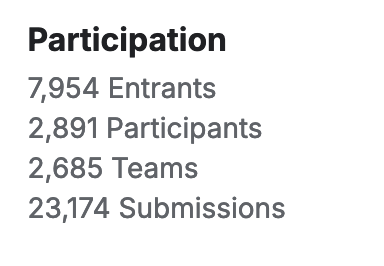 Participation
7,954 Entrants
2,891 Participants
2,685 Teams
23,174 Submissions